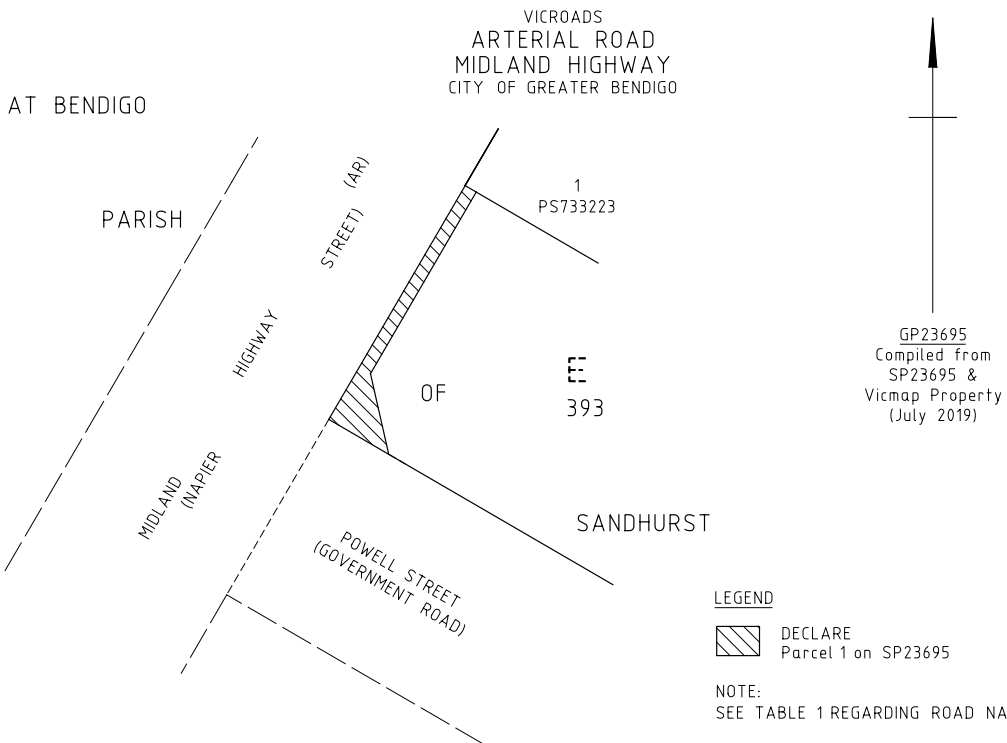 VICROADS
ARTERIAL ROAD
MIDLAND HIGHWAY
CITY OF GREATER BENDIGO
AT BENDIGO
PARISH
(AR)
STREET)
HIGHWAY
MIDLAND
(NAPIER
1
PS733223
E
393
OF
SANDHURST
POWELL STREET
(GOVERNMENT ROAD)
GP23695
Compiled from
SP23695 &
Vicmap Property
(July 2019)
LEGEND
DECLARE
Parcel 1 on SP23695
NOTE:
SEE TABLE 1 REGARDING ROAD NA